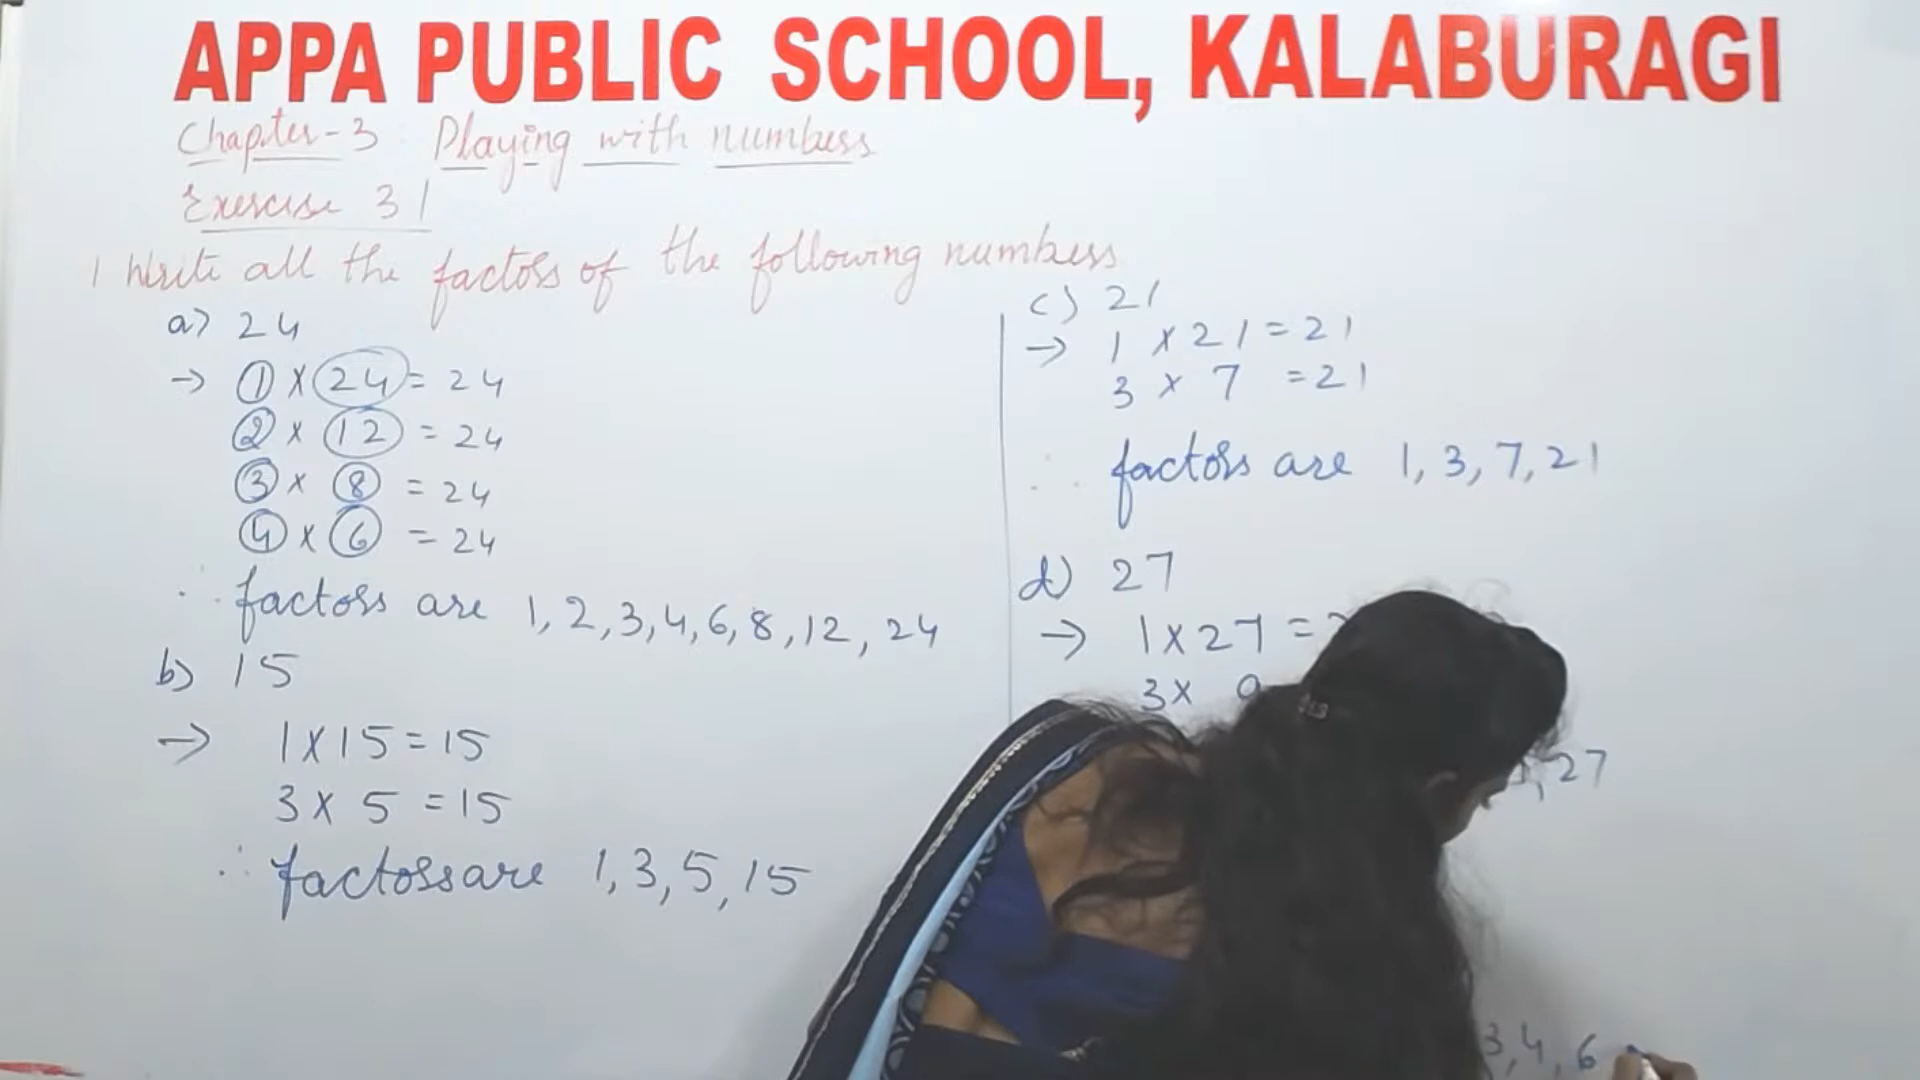 APPA PUBLIC SCHOOL, KALABURAGI
Chapter-3 Playing with numbers
Exercise 3 1
1 Write all the factors of the following numbers
a) 24
→ 1 × 24 = 24
2 × 12 = 24
3 × 8 = 24
4 × 6 = 24
∴ factors are 1, 2, 3, 4, 6, 8, 12, 24
b) 15
→ 1 × 15 = 15
3 × 5 = 15
∴ factors are 1, 3, 5, 15
c) 21
→ 1 × 21 = 21
3 × 7 = 21
∴ factors are 1, 3, 7, 21
d) 27
→ 1 × 27 =
3 × 9
, 27
3, 4, 6